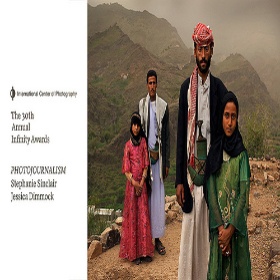 International Center of Photography
The 30th
Annual
Infinity Awards
PHOTOJOURNALISM
Stephanie Sinclair
Jessica Dimmock